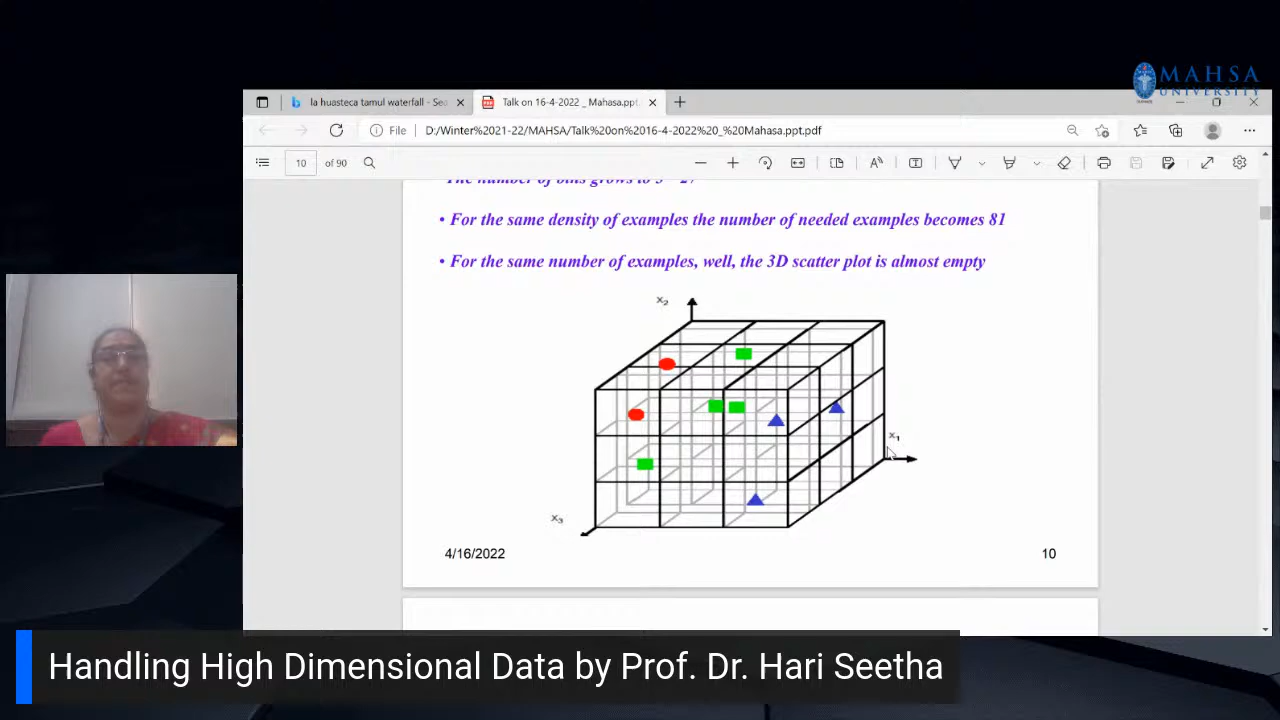 MAHSA
UNIVERSITY
la huasteca tamul waterfall - Sea
Talk on 16-4-2022 _ Mahasa.ppt.
File
D:/Winter%2021-22/MAHSA/Talk%20on%2016-4-2022%20_%20Mahasa.ppt.pdf
10 of 90
• For the same density of examples the number of needed examples becomes 81
• For the same number of examples, well, the 3D scatter plot is almost empty
x2
x1
x3
4/16/2022
10
Handling High Dimensional Data by Prof. Dr. Hari Seetha